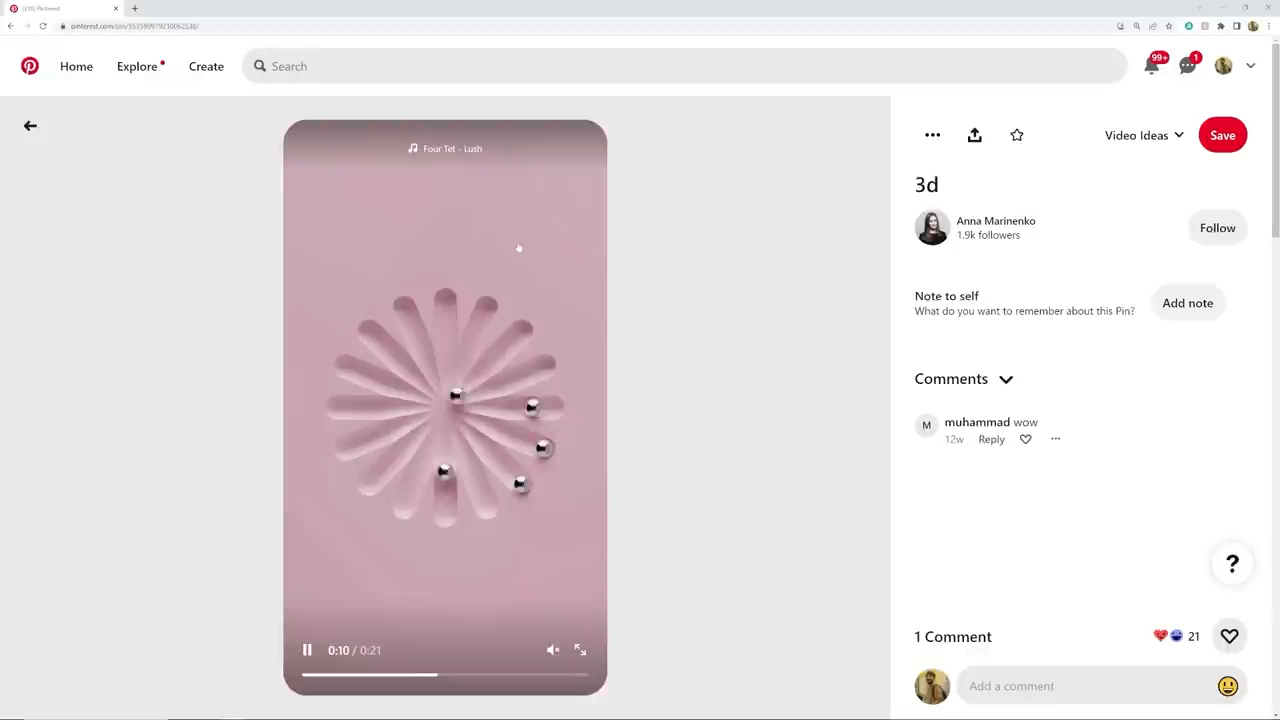 (319) Pinterest
Home
Explore
Create
Search
99+
1
Four Tet - Lush
Video Ideas
Save
3d
Anna Marinenko
1.9k followers
Follow
Note to self
What do you want to remember about this Pin?
Add note
Comments
M
muhammad wow
12w
Reply
?
1 Comment
21
0:10 / 0:21
Add a comment